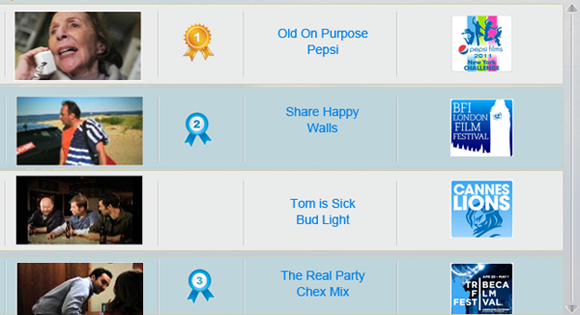 1
Old On Purpose
Pepsi
pepsi films
2011
New York
CHALLENGE
2
Share Happy
Walls
BFI
LONDON
FILM
FESTIVAL
Tom is Sick
Bud Light
CANNES
LIONS
3
The Real Party
Chex Mix
TRIBECA
FILM
FESTIVAL.